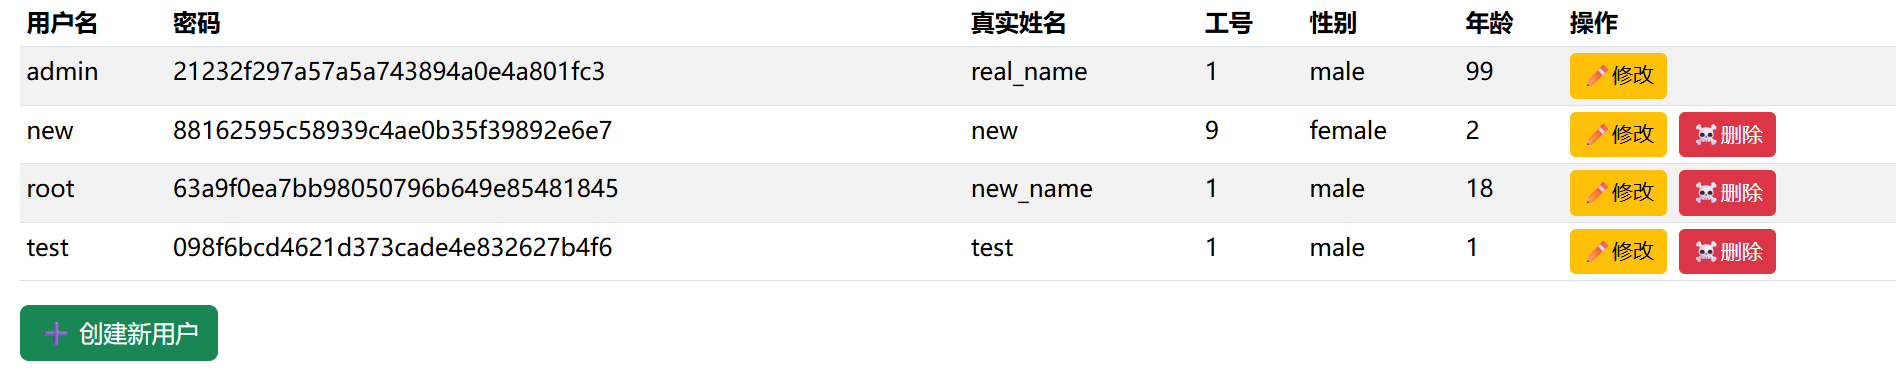 用户名 密码 真实姓名 工号 性别 年龄 操作
admin 21232f297a57a5a743894a0e4a801fc3 real_name 1 male 99 修改
new 88162595c58939c4ae0b35f39892e6e7 new 9 female 2 修改 删除
root 63a9f0ea7bb98050796b649e85481845 new_name 1 male 18 修改 删除
test 098f6bcd4621d373cade4e832627b4f6 test 1 male 1 修改 删除
创建新用户